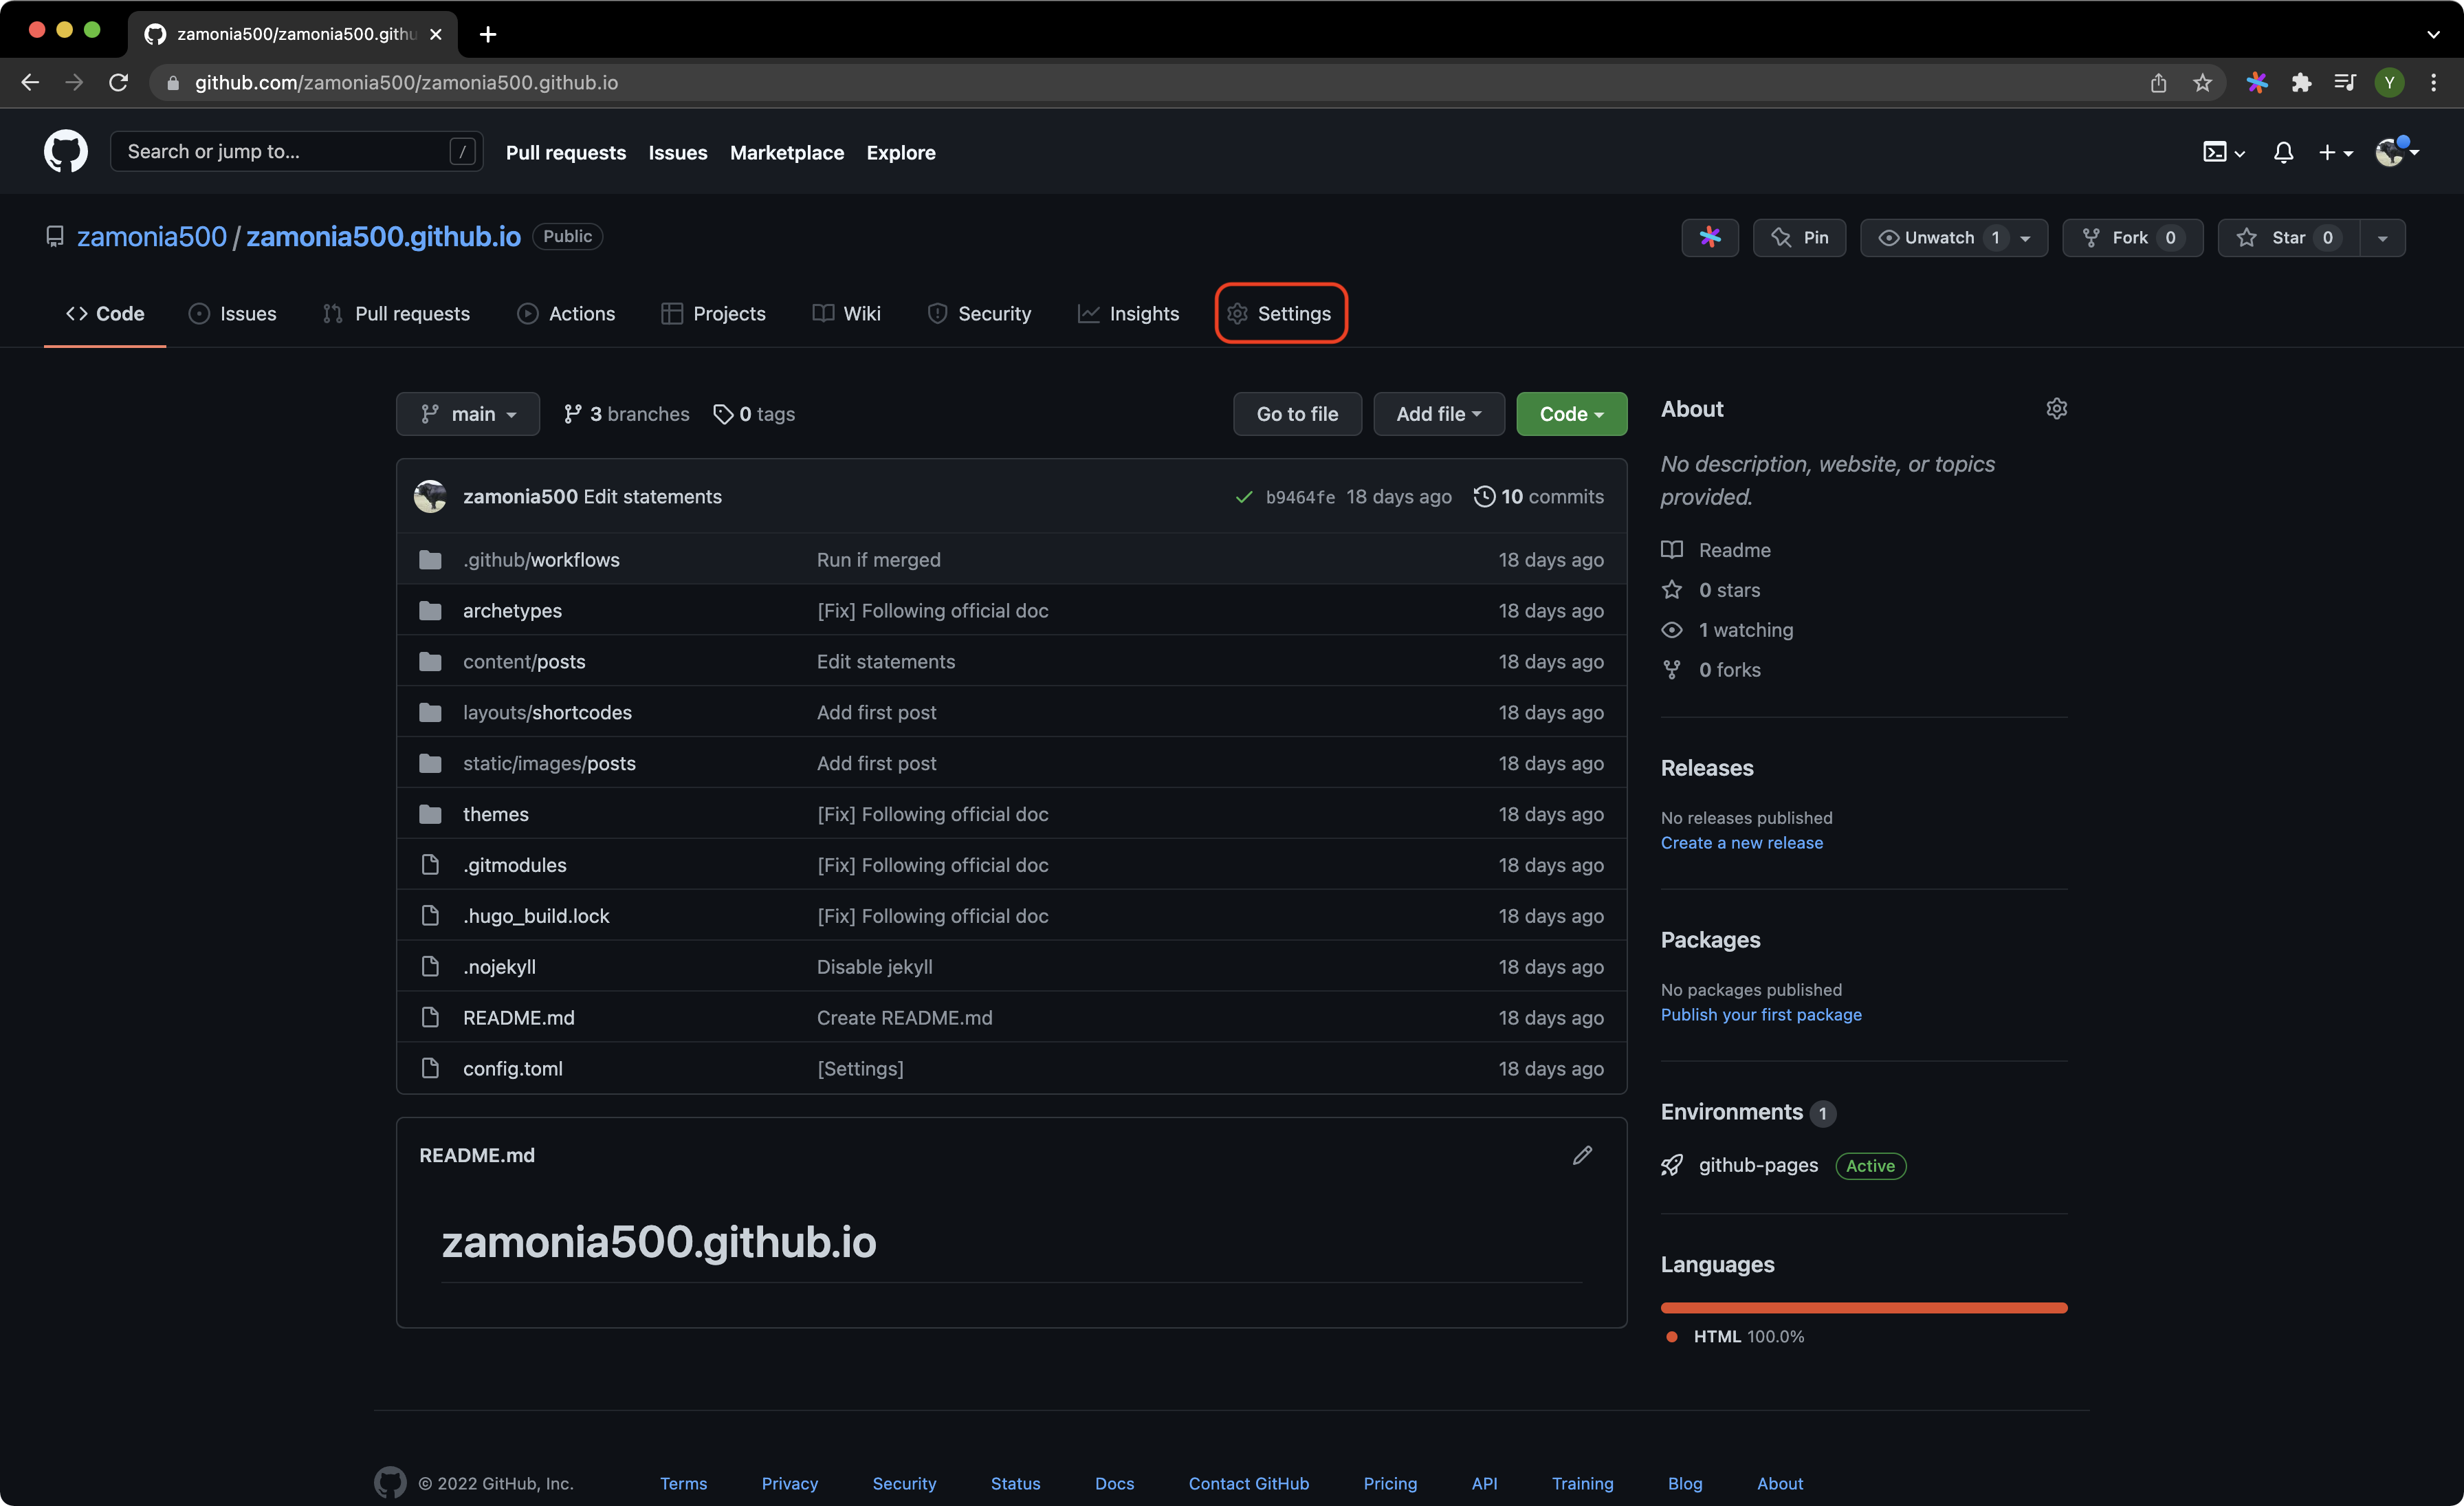 zamonia500/zamonia500.githu
github.com/zamonia500/zamonia500.github.io
Y
Search or jump to... /
Pull requests Issues Marketplace Explore
zamonia500 / zamonia500.github.io Public
Pin Unwatch 1 Fork 0 Star 0
Code Issues Pull requests Actions Projects Wiki Security Insights Settings
main 3 branches 0 tags Go to file Add file Code
zamonia500 Edit statements b9464fe 18 days ago 10 commits
.github/workflows Run if merged 18 days ago
archetypes [Fix] Following official doc 18 days ago
content/posts Edit statements 18 days ago
layouts/shortcodes Add first post 18 days ago
static/images/posts Add first post 18 days ago
themes [Fix] Following official doc 18 days ago
.gitmodules [Fix] Following official doc 18 days ago
.hugo_build.lock [Fix] Following official doc 18 days ago
.nojekyll Disable jekyll 18 days ago
README.md Create README.md 18 days ago
config.toml [Settings] 18 days ago
README.md
zamonia500.github.io
About
No description, website, or topics
provided.
Readme
0 stars
1 watching
0 forks
Releases
No releases published
Create a new release
Packages
No packages published
Publish your first package
Environments 1
github-pages Active
Languages
HTML 100.0%
© 2022 GitHub, Inc. Terms Privacy Security Status Docs Contact GitHub Pricing API Training Blog About